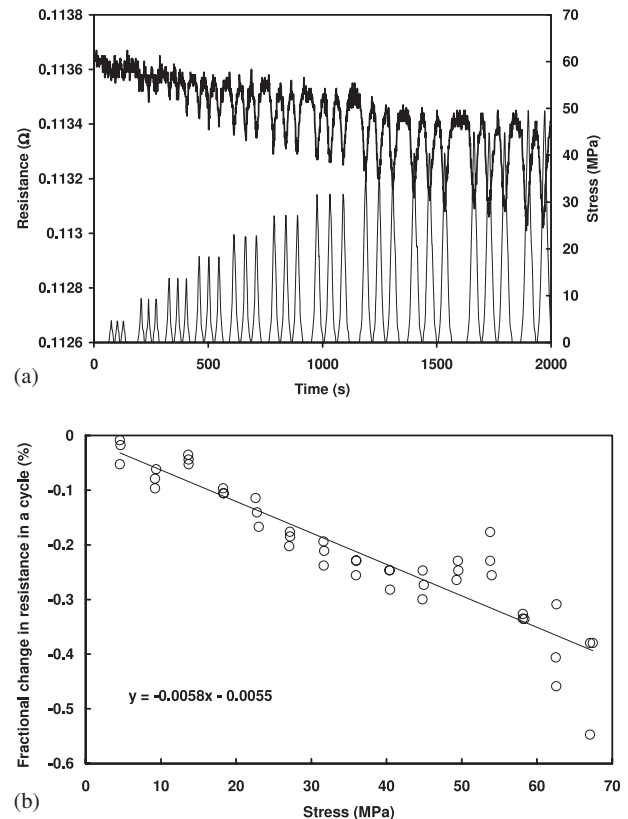 0.1138
0.1136
0.1134
0.1132
0.113
0.1128
0.1126
Resistance (Ω)
70
60
50
40
30
20
10
0
Stress (MPa)
0 500 1000 1500 2000
Time (s)
(a)
0
-0.1
-0.2
-0.3
-0.4
-0.5
-0.6
Fractional change in resistance in a cycle (%)
y = -0.0058x - 0.0055
0 10 20 30 40 50 60 70
Stress (MPa)
(b)